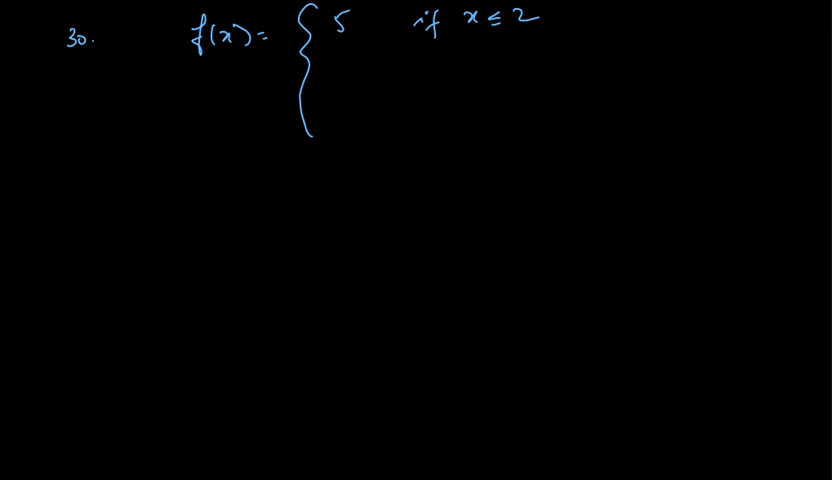 30. f(x) = { 5 if x ≤ 2